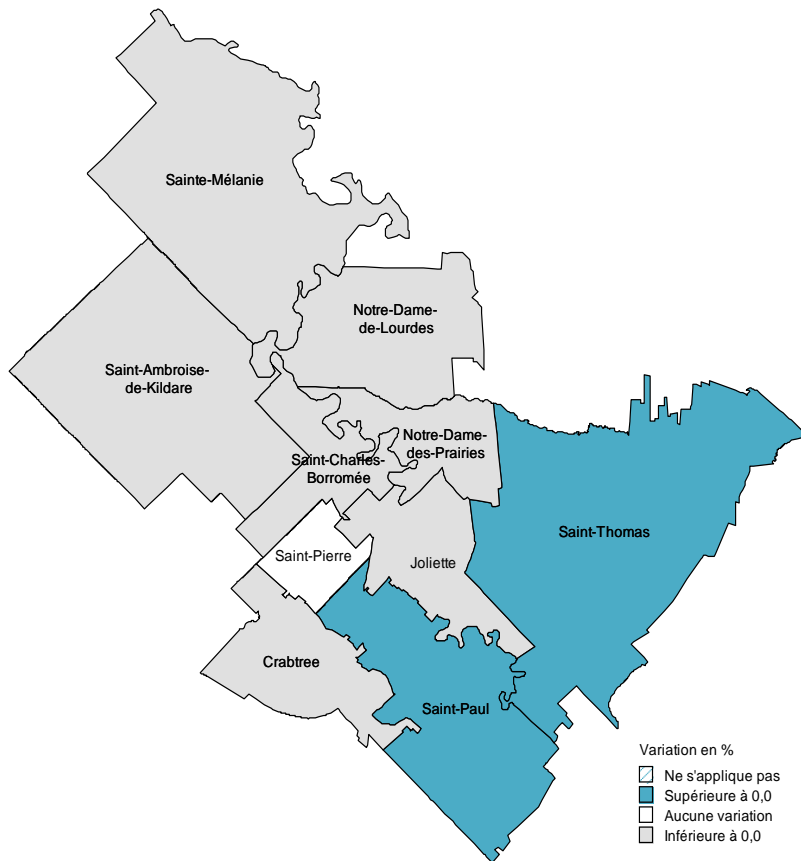 Sainte-Mélanie
Notre-Dame-
de-Lourdes
Saint-Ambroise-
de-Kildare
Notre-Dame-
des-Prairies
Saint-Charles-
Borromée
Saint-Thomas
Saint-Pierre
Joliette
Crabtree
Saint-Paul
Variation en %
Ne s'applique pas
Supérieure à 0,0
Aucune variation
Inférieure à 0,0